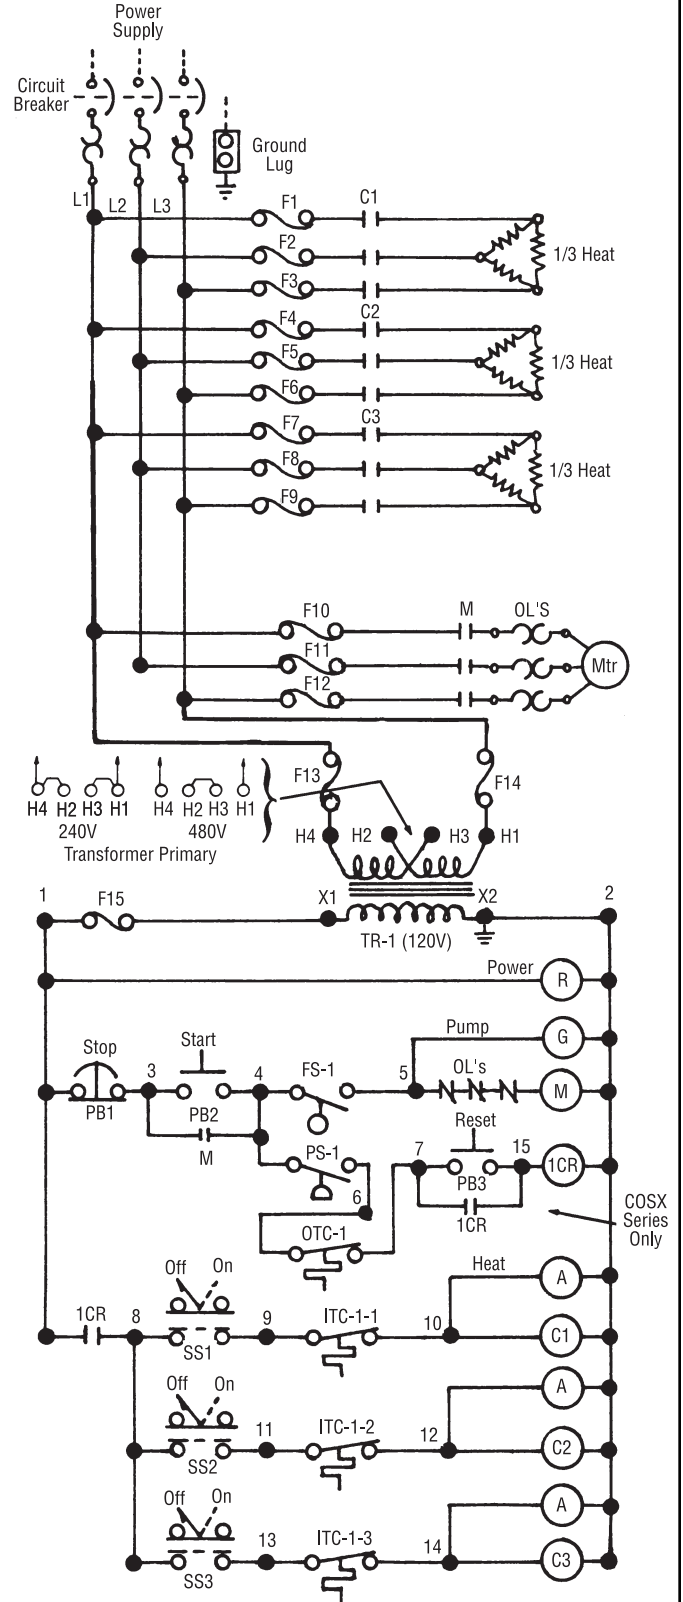 Power
Supply
Circuit
Breaker
Ground
Lug
L1 L2 L3
F1 C1
F2
F3
1/3 Heat
F4 C2
F5
F6
1/3 Heat
F7 C3
F8
F9
1/3 Heat
F10 M OL'S
F11
F12
Mtr
F13 F14
H4 H2 H3 H1 H4 H2 H3 H1
240V 480V
Transformer Primary
H4 H2 H3 H1
1 F15 X1 X2 2
TR-1 (120V)
Power R
Pump G
Stop 3 Start 4 FS-1 5 OL's M
PB1 PB2
M
PS-1 6
Reset
7 PB3 15 1CR
1CR
OTC-1
COSX
Series
Only
Off On Heat A
1CR 8 SS1 9 ITC-1-1 10 C1
Off On A
SS2 11 ITC-1-2 12 C2
Off On A
SS3 13 ITC-1-3 14 C3